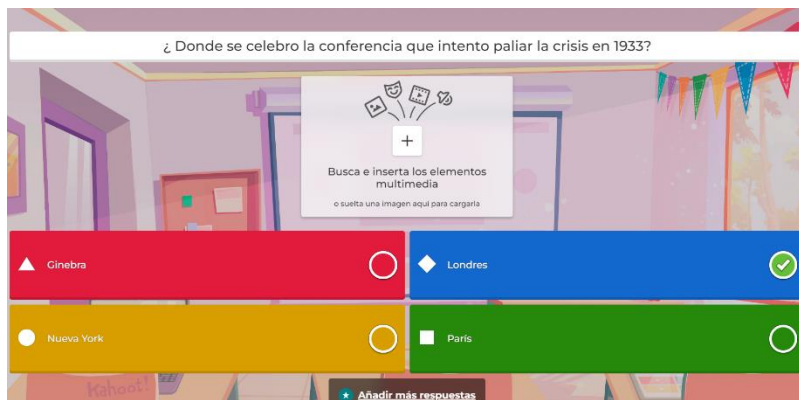 ¿ Donde se celebro la conferencia que intento paliar la crisis en 1933?
Busca e inserta los elementos
multimedia
o suelta una imagen aquí para cargarla
Ginebra
Londres
Nueva York
París
Kahoot!
Añadir más respuestas